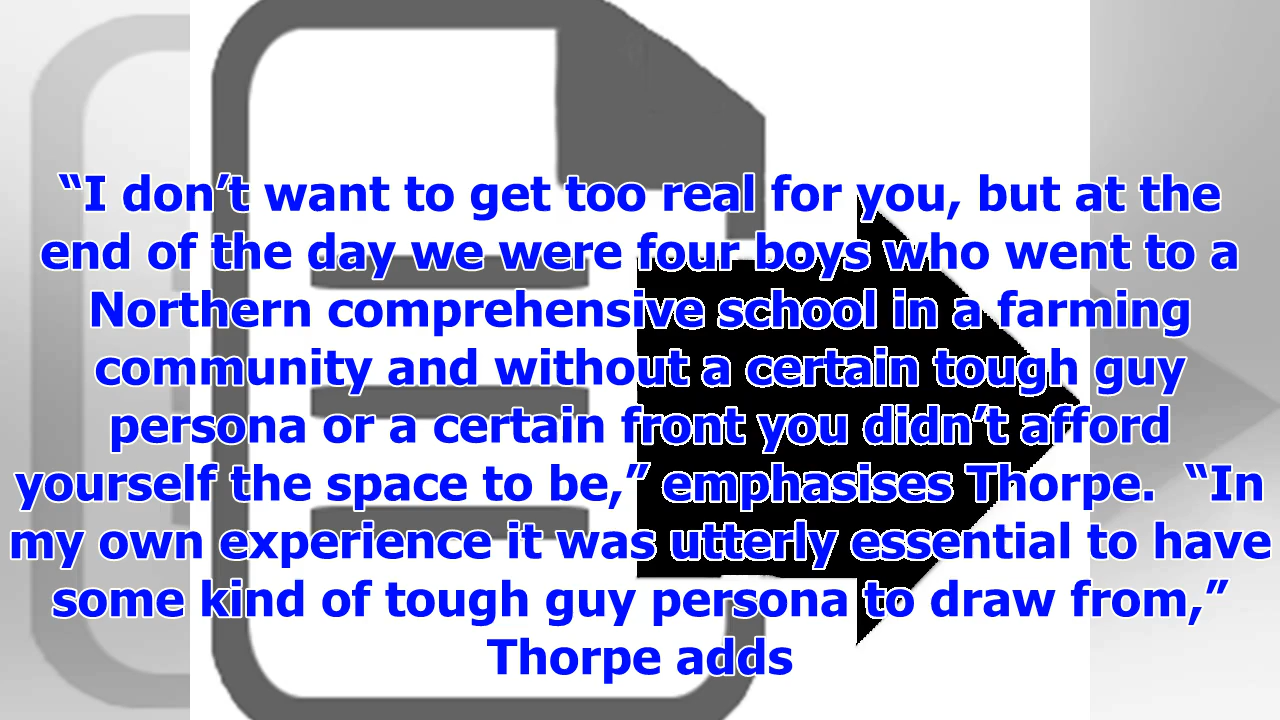 “I don’t want to get too real for you, but at the
end of the day we were four boys who went to a
Northern comprehensive school in a farming
community and without a certain tough guy
persona or a certain front you didn’t afford
yourself the space to be,” emphasises Thorpe.  “In
my own experience it was utterly essential to have
some kind of tough guy persona to draw from,”
Thorpe adds